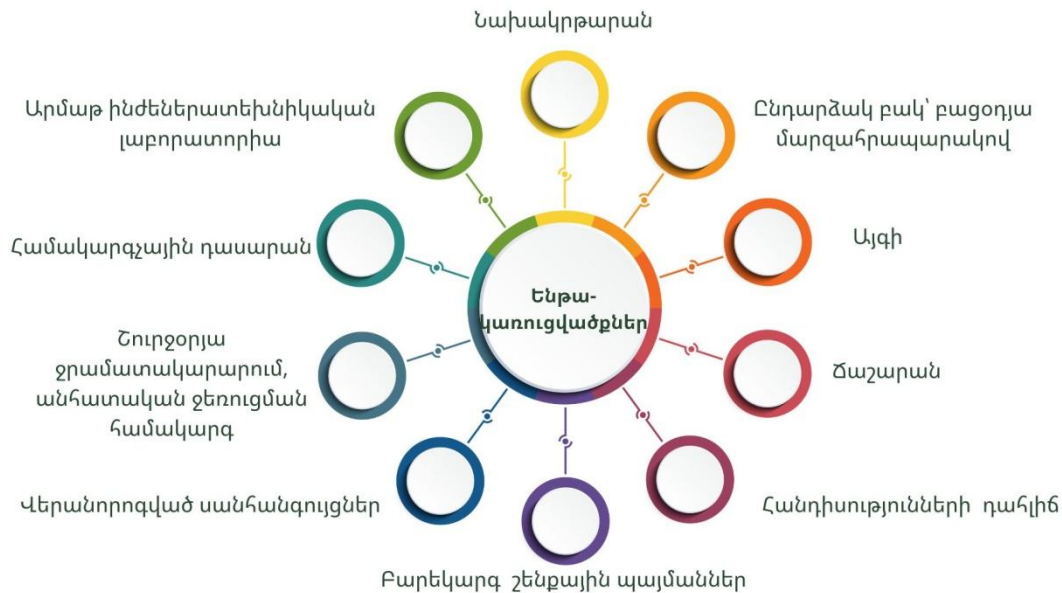 Նախակրթարան
Արմաթ ինժեներատեխնիկական
լաբորատորիա
Ընդարձակ բակ՝ բացօդյա
մարզահրապարակով
Համակարգչային դասարան
Այգի
Ենթա-
կառուցվածքներ
Շուրջօրյա
ջրամատակարարում,
անհատական ջեռուցման
համակարգ
Ճաշարան
Վերանորոգված սանհանգույցներ
Հանդիսությունների դահլիճ
Բարեկարգ շենքային պայմաններ